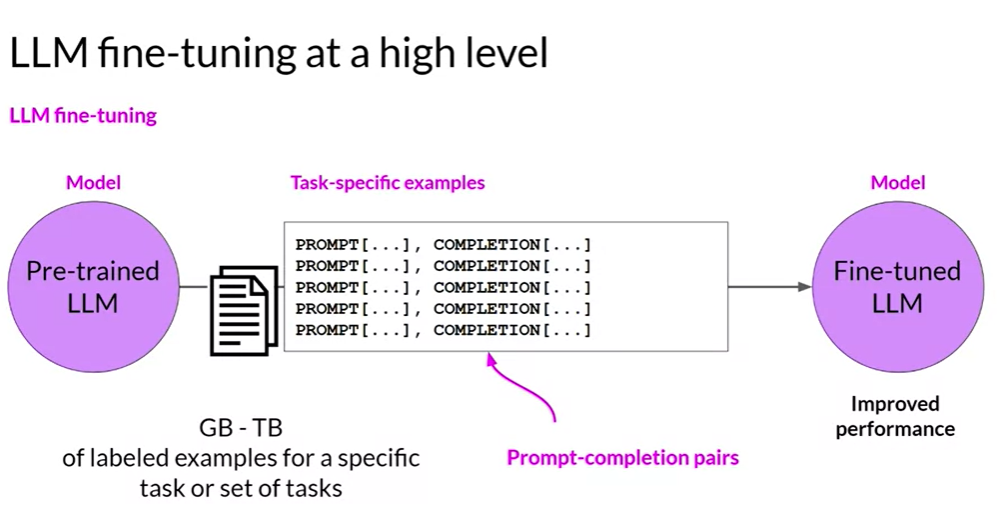 LLM fine-tuning at a high level
LLM fine-tuning
Model
Task-specific examples
Model
Pre-trained
LLM
PROMPT[...], COMPLETION[...]
PROMPT[...], COMPLETION[...]
PROMPT[...], COMPLETION[...]
PROMPT[...], COMPLETION[...]
PROMPT[...], COMPLETION[...]
Fine-tuned
LLM
GB - TB
of labeled examples for a specific
task or set of tasks
Prompt-completion pairs
Improved
performance